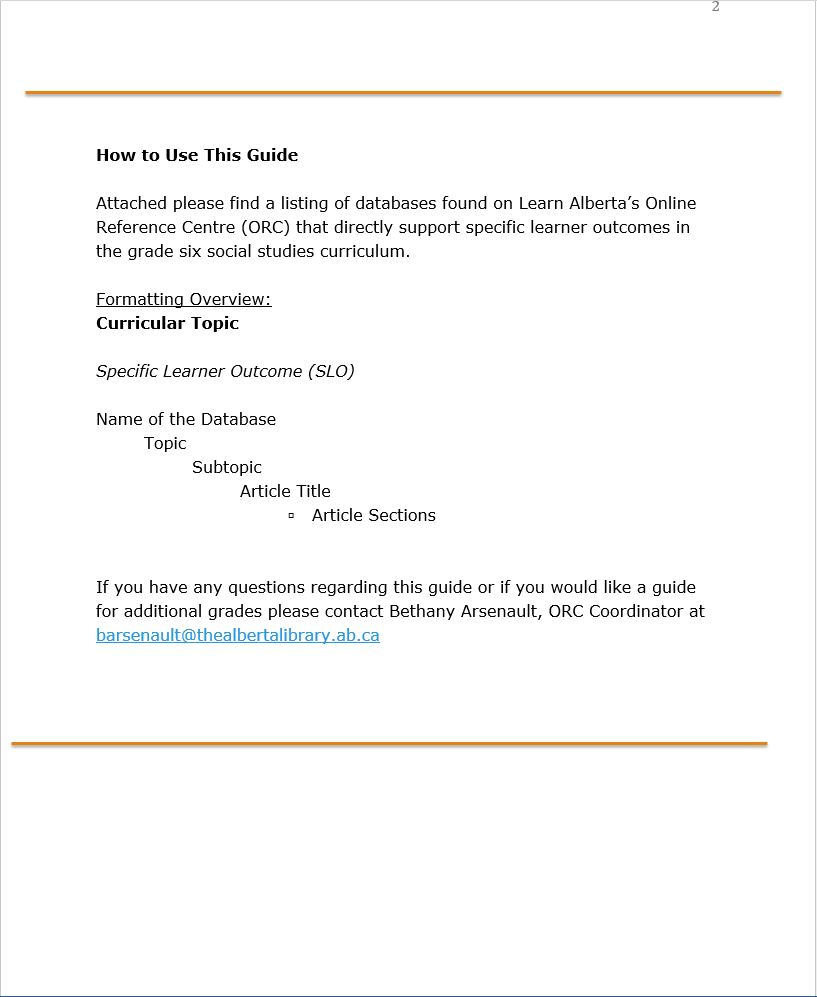 2
How to Use This Guide
Attached please find a listing of databases found on Learn Alberta’s Online
Reference Centre (ORC) that directly support specific learner outcomes in
the grade six social studies curriculum.
Formatting Overview:
Curricular Topic
Specific Learner Outcome (SLO)
Name of the Database
Topic
Subtopic
Article Title
▫ Article Sections
If you have any questions regarding this guide or if you would like a guide
for additional grades please contact Bethany Arsenault, ORC Coordinator at
barsenault@thealbertalibrary.ab.ca